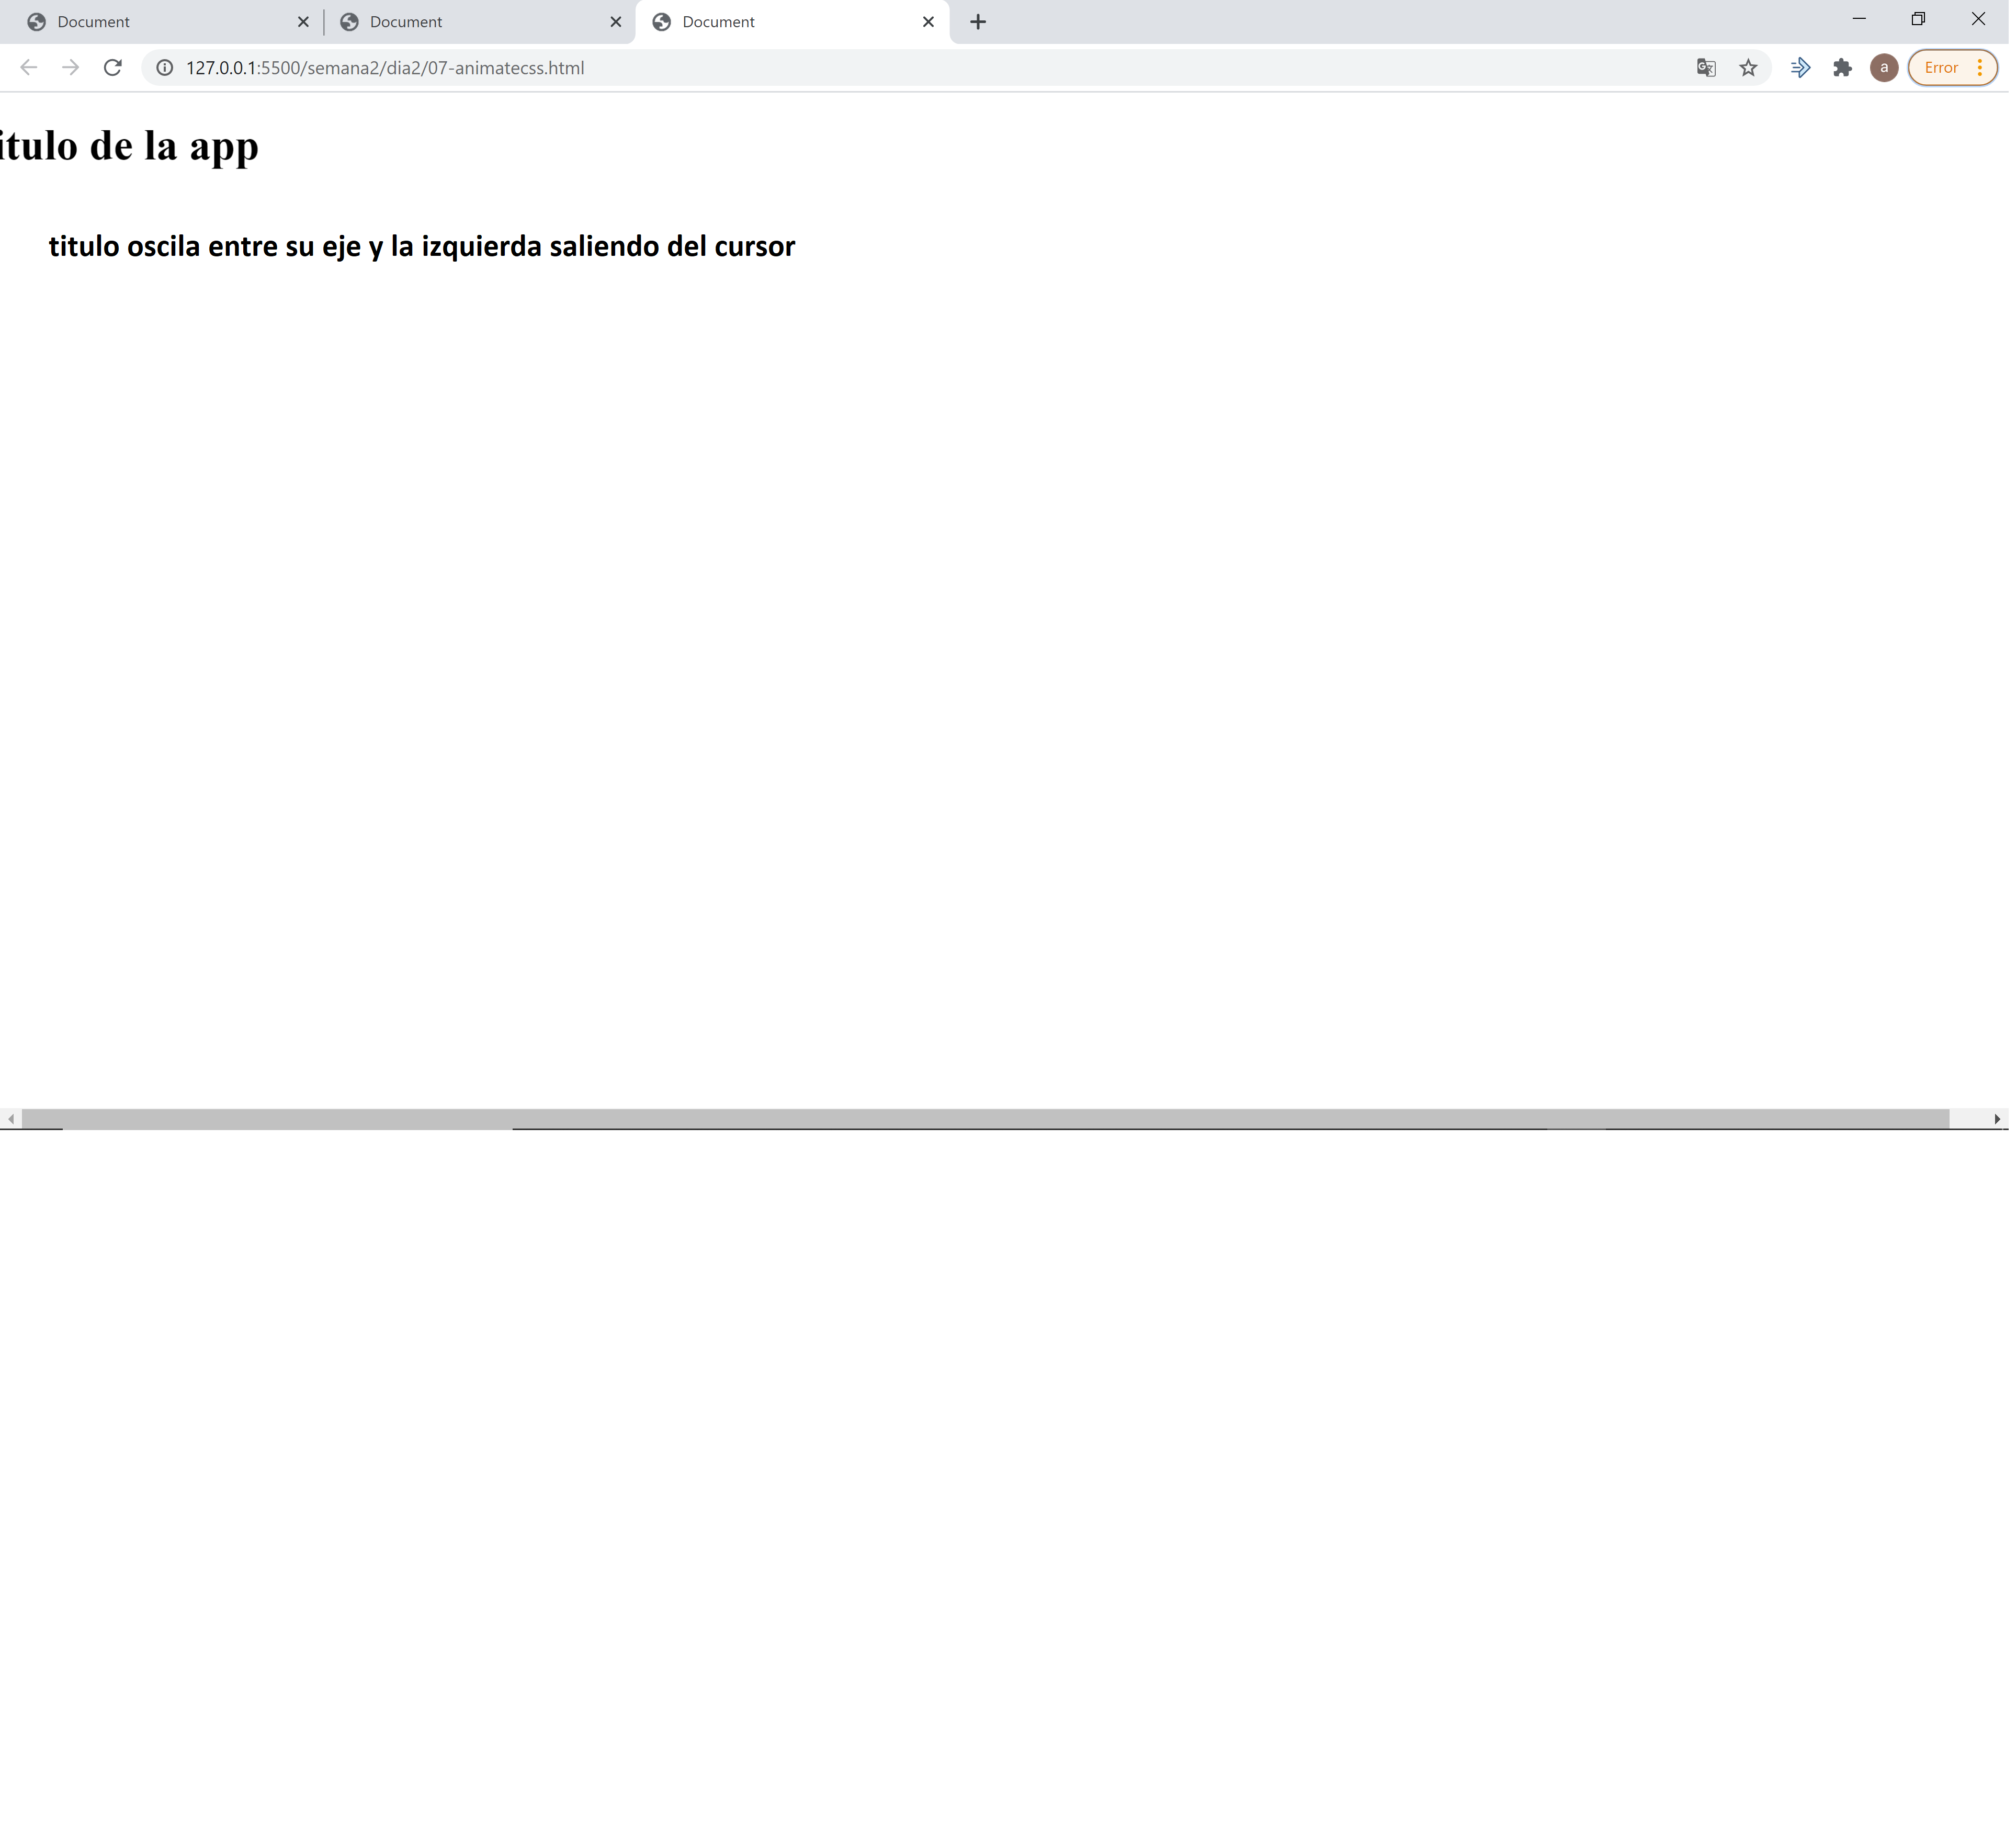 Document
Document
Document
127.0.0.1:5500/semana2/dia2/07-animatecss.html
a
Error
itulo de la app
titulo oscila entre su eje y la izquierda saliendo del cursor